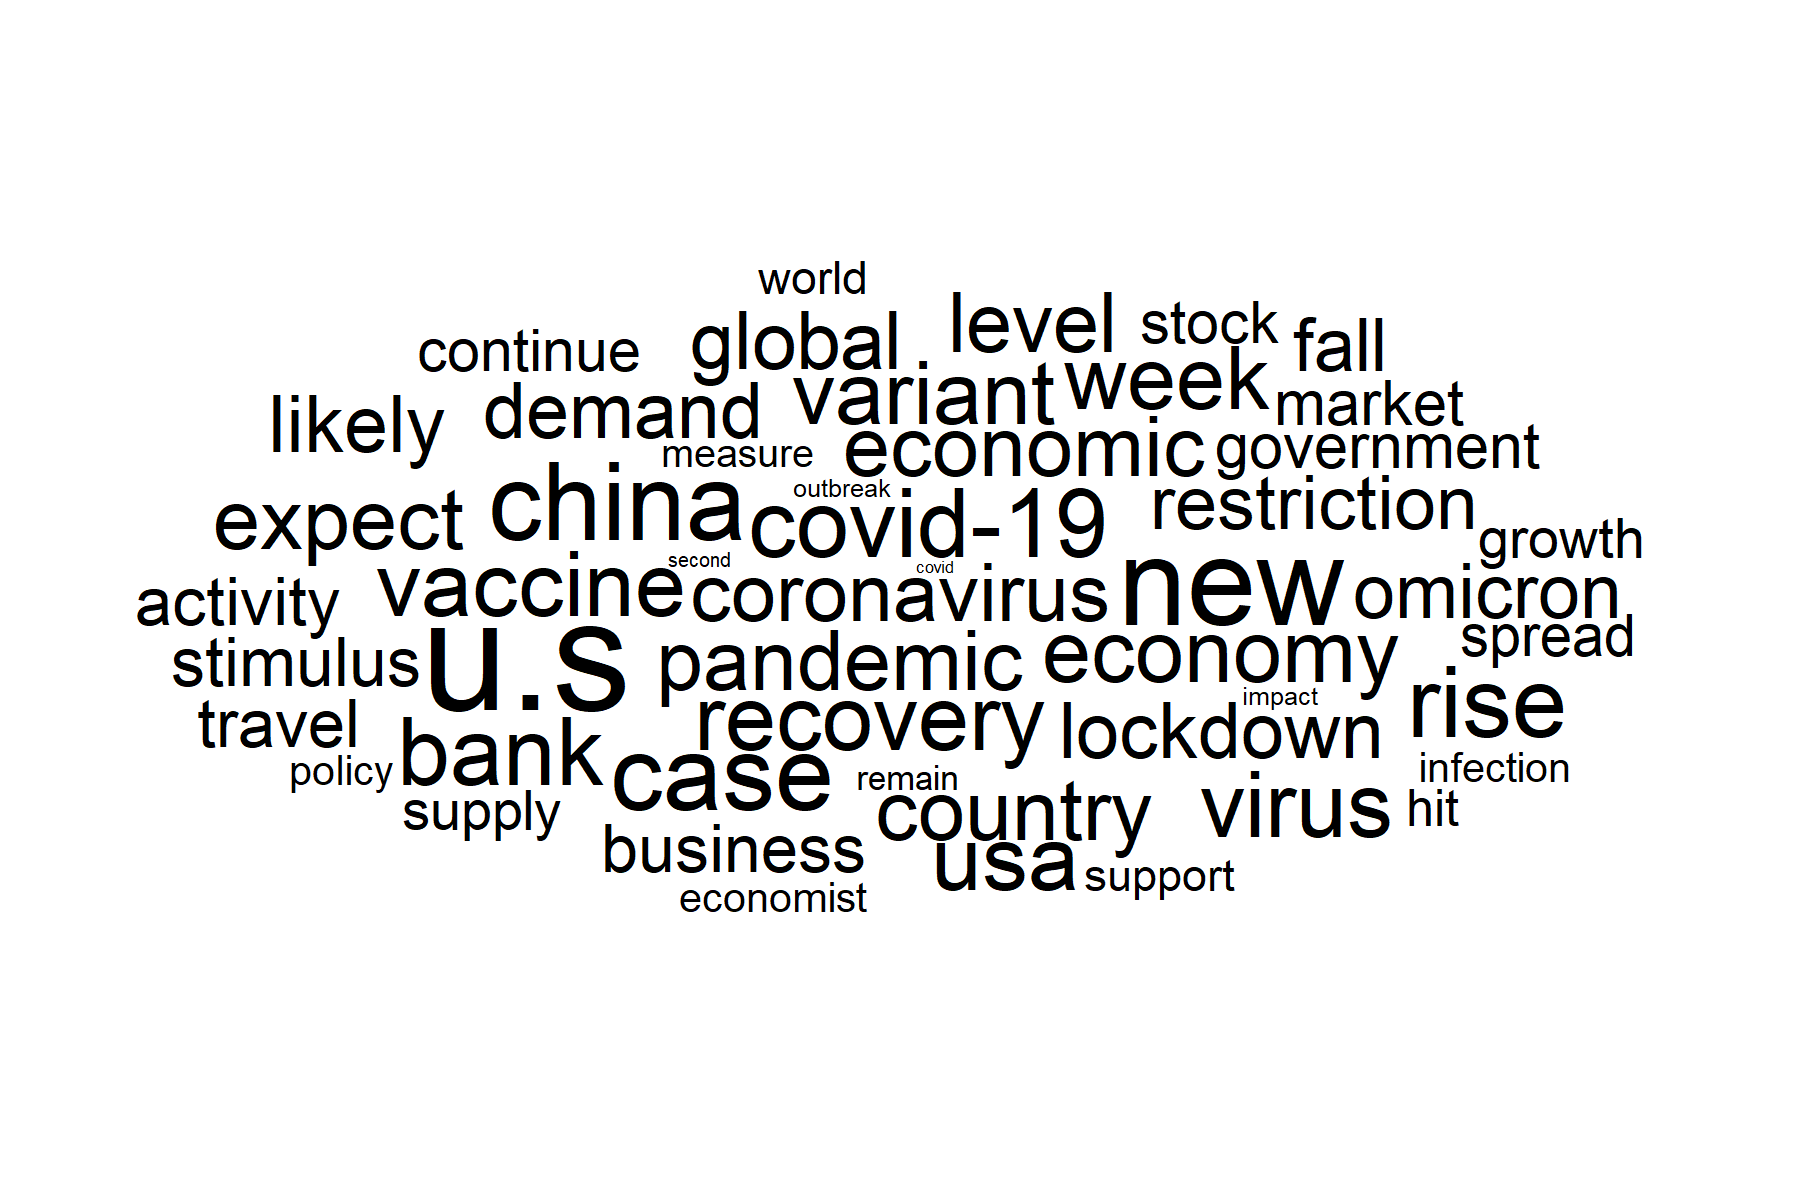 world
level
stock
global
fall
continue
variant
week
market
likely
demand
economic
government
measure
outbreak
china
covid-19
restriction
expect
growth
second
covid
vaccine
coronavirus
new
omicron
activity
spread
stimulus
u.s
pandemic
economy
impact
rise
travel
recovery
lockdown
bank
policy
case
remain
infection
supply
country
virus
hit
business
usa
support
economist